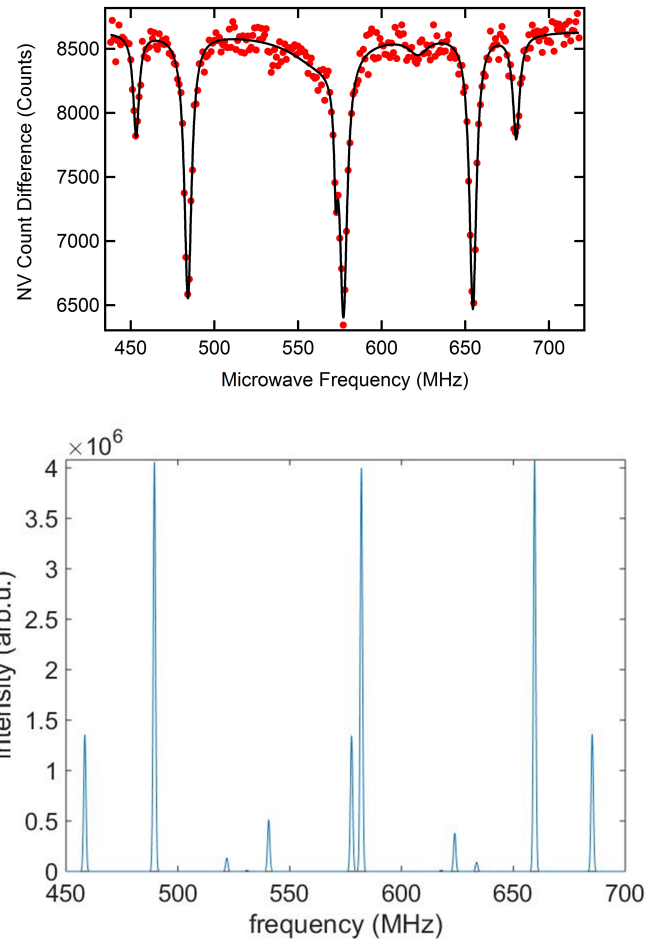 8500
8000
7500
7000
6500
NV Count Difference (Counts)
450 500 550 600 650 700
Microwave Frequency (MHz)
×10⁶
4
3.5
3
2.5
2
1.5
1
0.5
0
intensity (arb.u.)
450 500 550 600 650 700
frequency (MHz)